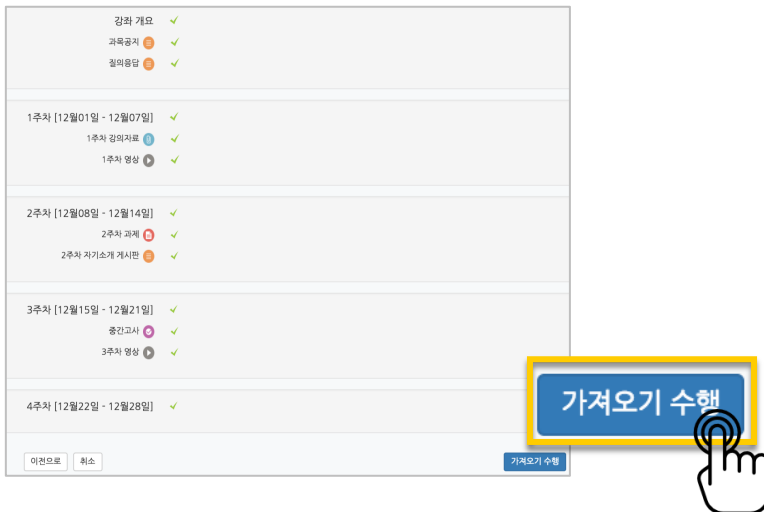 강좌 개요
과목공지
질의응답
1주차 [12월01일 - 12월07일]
1주차 강의자료
1주차 영상
2주차 [12월08일 - 12월14일]
2주차 과제
2주차 자기소개 게시판
3주차 [12월15일 - 12월21일]
중간고사
3주차 영상
4주차 [12월22일 - 12월28일]
가져오기 수행
이전으로 취소 가져오기 수행